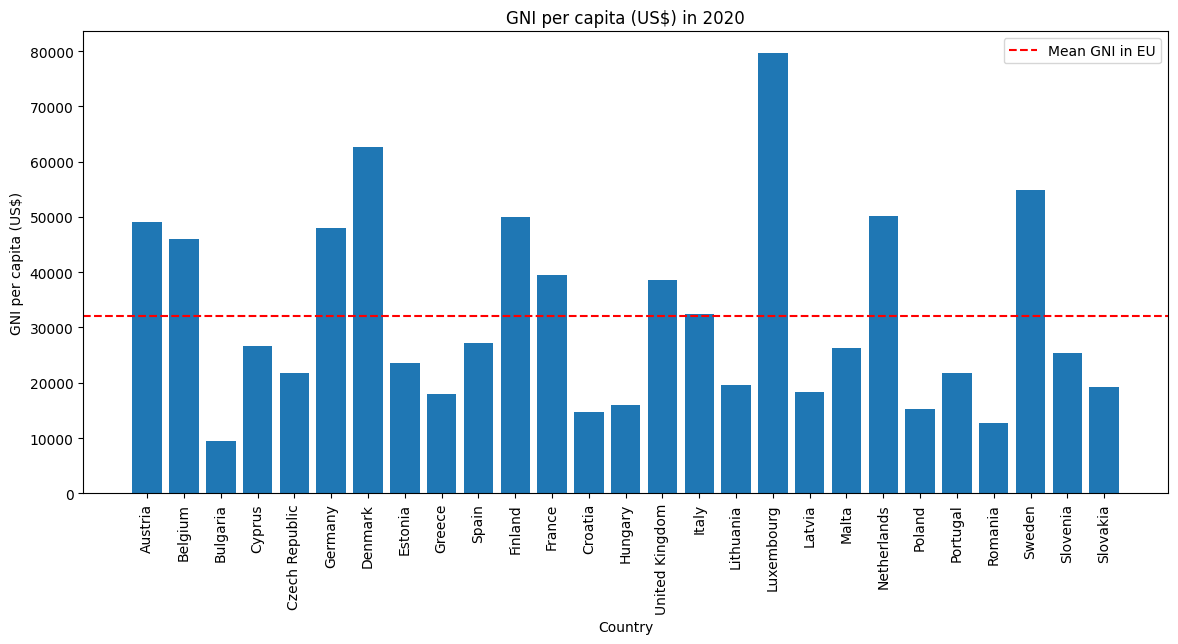 GNI per capita (US$) in 2020
Mean GNI in EU
GNI per capita (US$)
80000
70000
60000
50000
40000
30000
20000
10000
0
Austria
Belgium
Bulgaria
Cyprus
Czech Republic
Germany
Denmark
Estonia
Greece
Spain
Finland
France
Croatia
Hungary
United Kingdom
Italy
Lithuania
Luxembourg
Latvia
Malta
Netherlands
Poland
Portugal
Romania
Sweden
Slovenia
Slovakia
Country